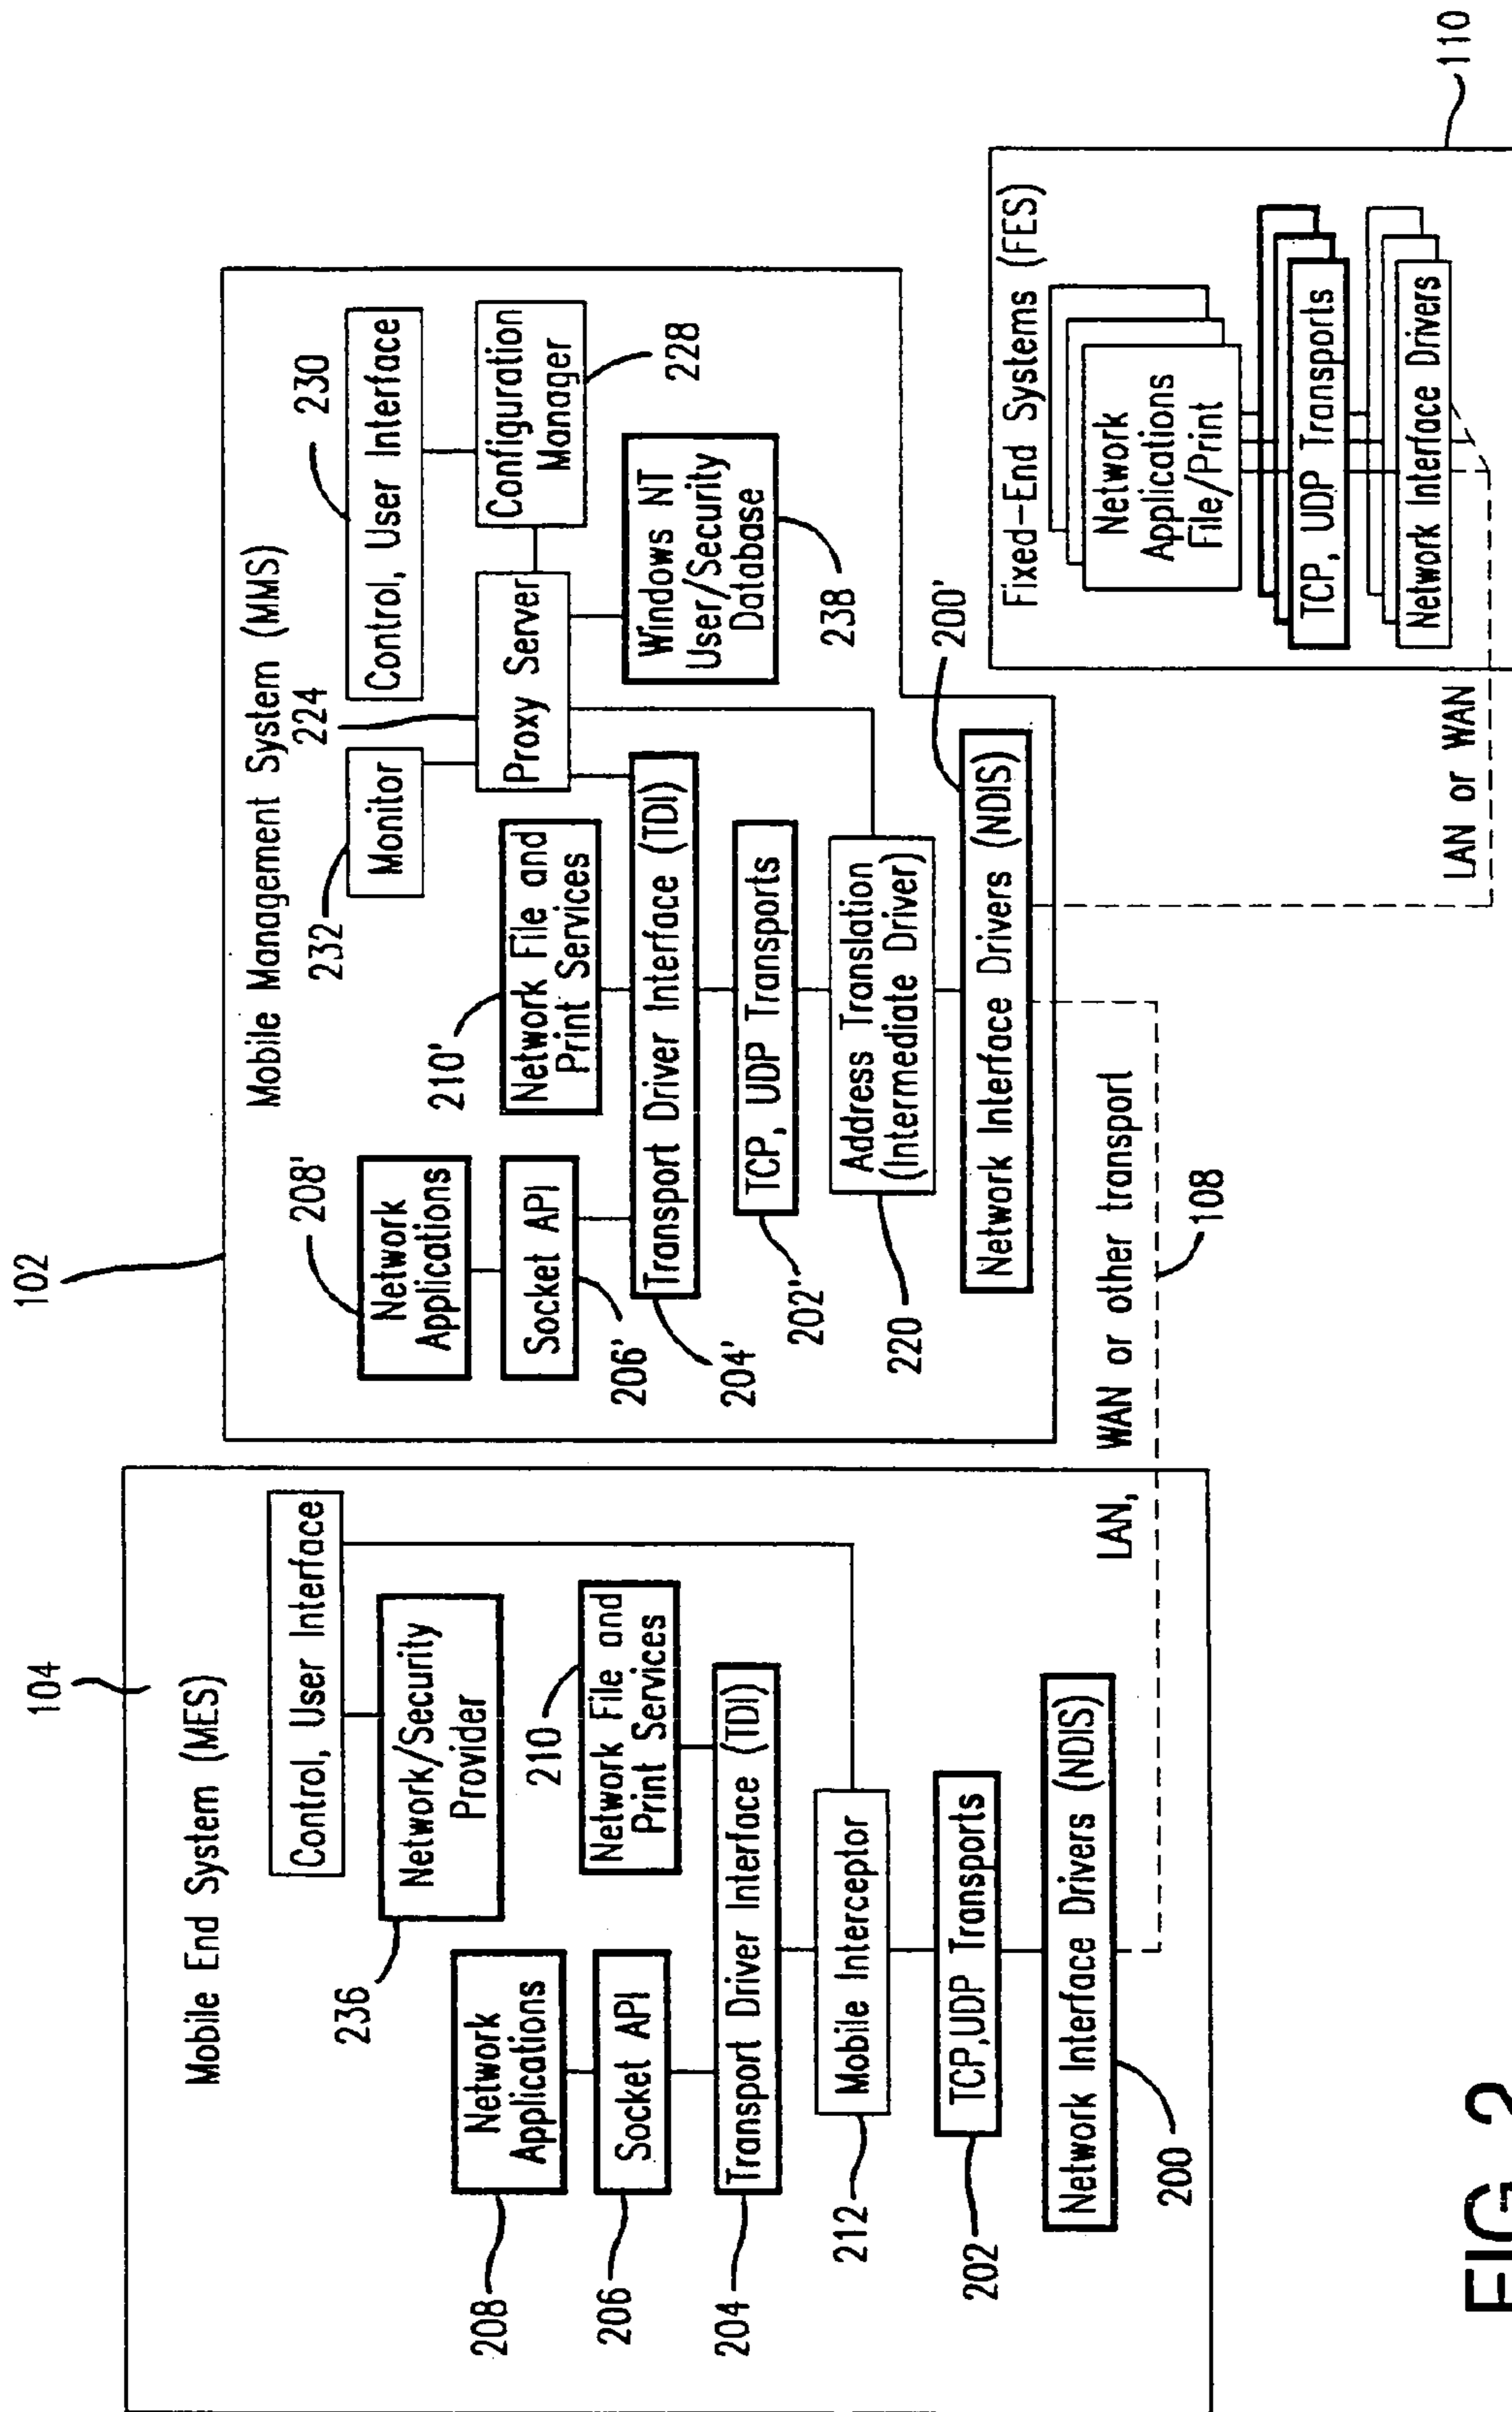 104
Mobile End System (MES)
Control, User Interface
Network/Security
Provider
236
208
Network
Applications
210
Network File and
Print Services
206
Socket API
204
Transport Driver Interface (TDI)
212
Mobile Interceptor
202
TCP,UDP Transports
200
Network Interface Drivers (NDIS)
LAN,
WAN or other transport
108
102
Mobile Management System (MMS)
208'
Network
Applications
206'
Socket API
210'
Network File and
Print Services
232
Monitor
224
Proxy Server
230
Control, User Interface
Configuration
Manager
228
Windows NT
User/Security
Database
238
204'
Transport Driver Interface (TDI)
202'
TCP, UDP Transports
220
Address Translation
(Intermediate Driver)
200'
Network Interface Drivers (NDIS)
LAN or WAN
Fixed-End Systems (FES)
Network
Applications
File/Print
TCP, UDP Transports
Network Interface Drivers
110
FIG. 2